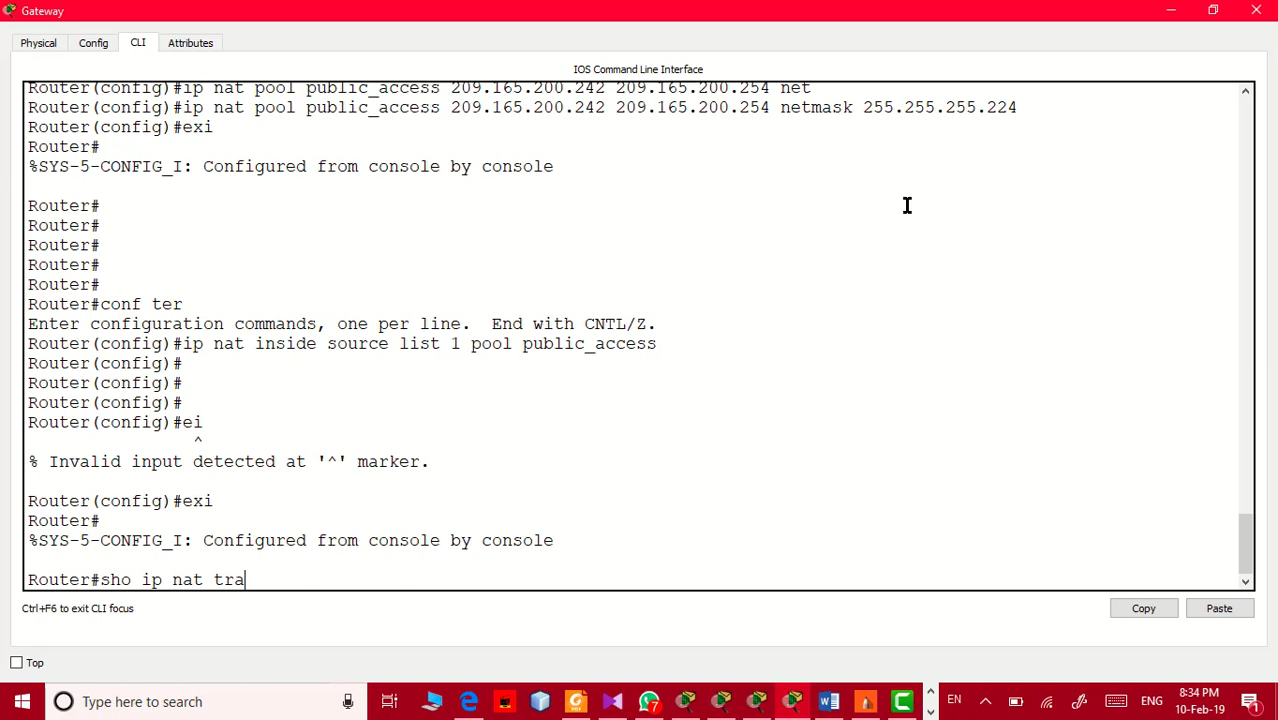 Gateway
Physical Config CLI Attributes
IOS Command Line Interface
Router(config)#ip nat pool public_access 209.165.200.242 209.165.200.254 net
Router(config)#ip nat pool public_access 209.165.200.242 209.165.200.254 netmask 255.255.255.224
Router(config)#exi
Router#
%SYS-5-CONFIG_I: Configured from console by console
Router#
Router#
Router#
Router#
Router#
Router#conf ter
Enter configuration commands, one per line.  End with CNTL/Z.
Router(config)#ip nat inside source list 1 pool public_access
Router(config)#
Router(config)#
Router(config)#
Router(config)#ei
^
% Invalid input detected at '^' marker.
Router(config)#exi
Router#
%SYS-5-CONFIG_I: Configured from console by console
Router#sho ip nat tra
Ctrl+F6 to exit CLI focus
Copy Paste
Top
Type here to search
7
EN
ENG
8:34 PM
10-Feb-19
1